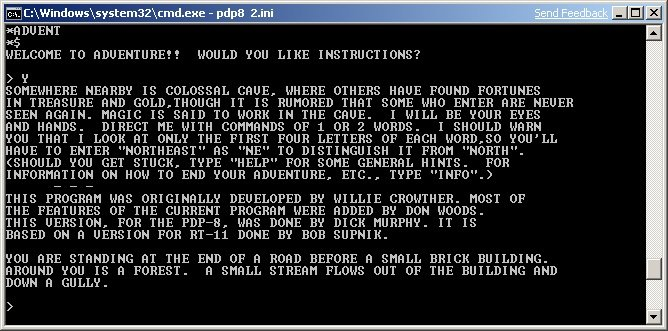 C:\Windows\system32\cmd.exe - pdp8 2.ini
Send Feedback
*ADVENT
*$
WELCOME TO ADVENTURE!!  WOULD YOU LIKE INSTRUCTIONS?
> Y
SOMEWHERE NEARBY IS COLOSSAL CAVE, WHERE OTHERS HAVE FOUND FORTUNES
IN TREASURE AND GOLD,THOUGH IT IS RUMORED THAT SOME WHO ENTER ARE NEVER
SEEN AGAIN. MAGIC IS SAID TO WORK IN THE CAVE.  I WILL BE YOUR EYES
AND HANDS.  DIRECT ME WITH COMMANDS OF 1 OR 2 WORDS.  I SHOULD WARN
YOU THAT I LOOK AT ONLY THE FIRST FOUR LETTERS OF EACH WORD,SO YOU'LL
HAVE TO ENTER "NORTHEAST" AS "NE" TO DISTINGUISH IT FROM "NORTH".
(SHOULD YOU GET STUCK, TYPE "HELP" FOR SOME GENERAL HINTS.  FOR
INFORMATION ON HOW TO END YOUR ADVENTURE, ETC., TYPE "INFO".)
- - -
THIS PROGRAM WAS ORIGINALLY DEVELOPED BY WILLIE CROWTHER. MOST OF
THE FEATURES OF THE CURRENT PROGRAM WERE ADDED BY DON WOODS.
THIS VERSION, FOR THE PDP-8, WAS DONE BY DICK MURPHY. IT IS
BASED ON A VERSION FOR RT-11 DONE BY BOB SUPNIK.
YOU ARE STANDING AT THE END OF A ROAD BEFORE A SMALL BRICK BUILDING.
AROUND YOU IS A FOREST.  A SMALL STREAM FLOWS OUT OF THE BUILDING AND
DOWN A GULLY.
>